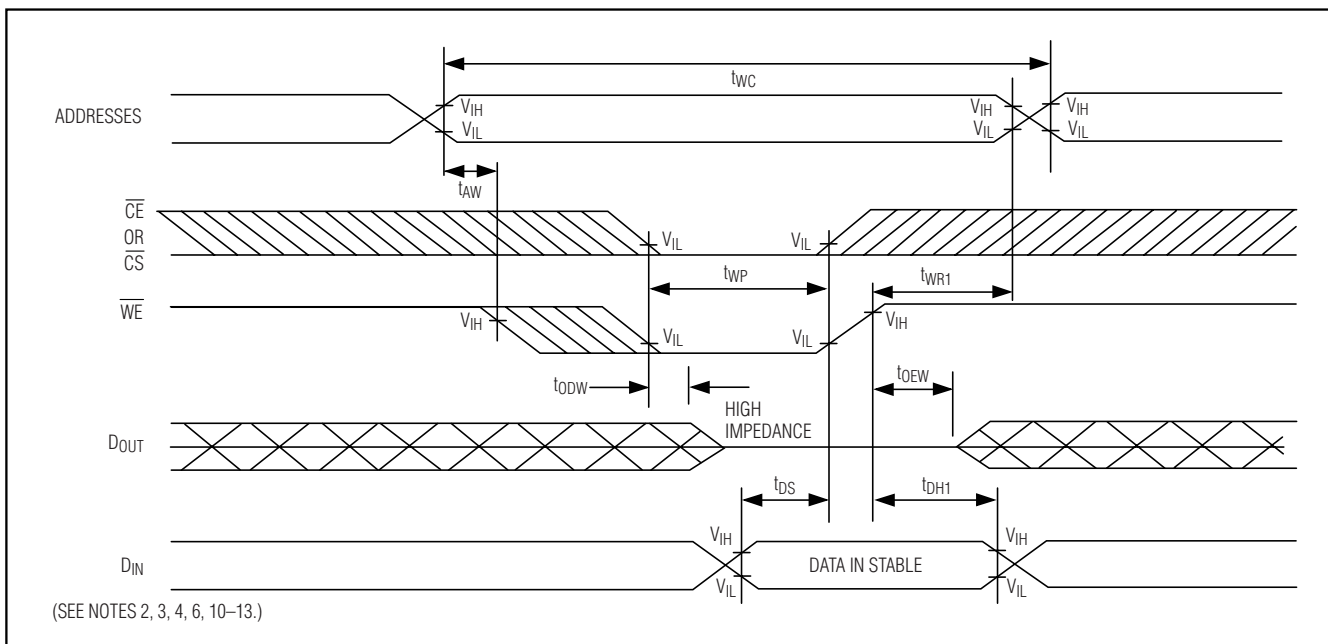 tWC
ADDRESSES
VIH
VIL
VIH
VIL
VIH
VIL
tAW
CE
OR
CS
VIL
VIL
tWP
tWR1
WE
VIH
VIL
VIL
VIH
tODW
tOEW
HIGH
IMPEDANCE
DOUT
tDS
tDH1
VIH
VIH
DIN
DATA IN STABLE
VIL
VIL
(SEE NOTES 2, 3, 4, 6, 10–13.)